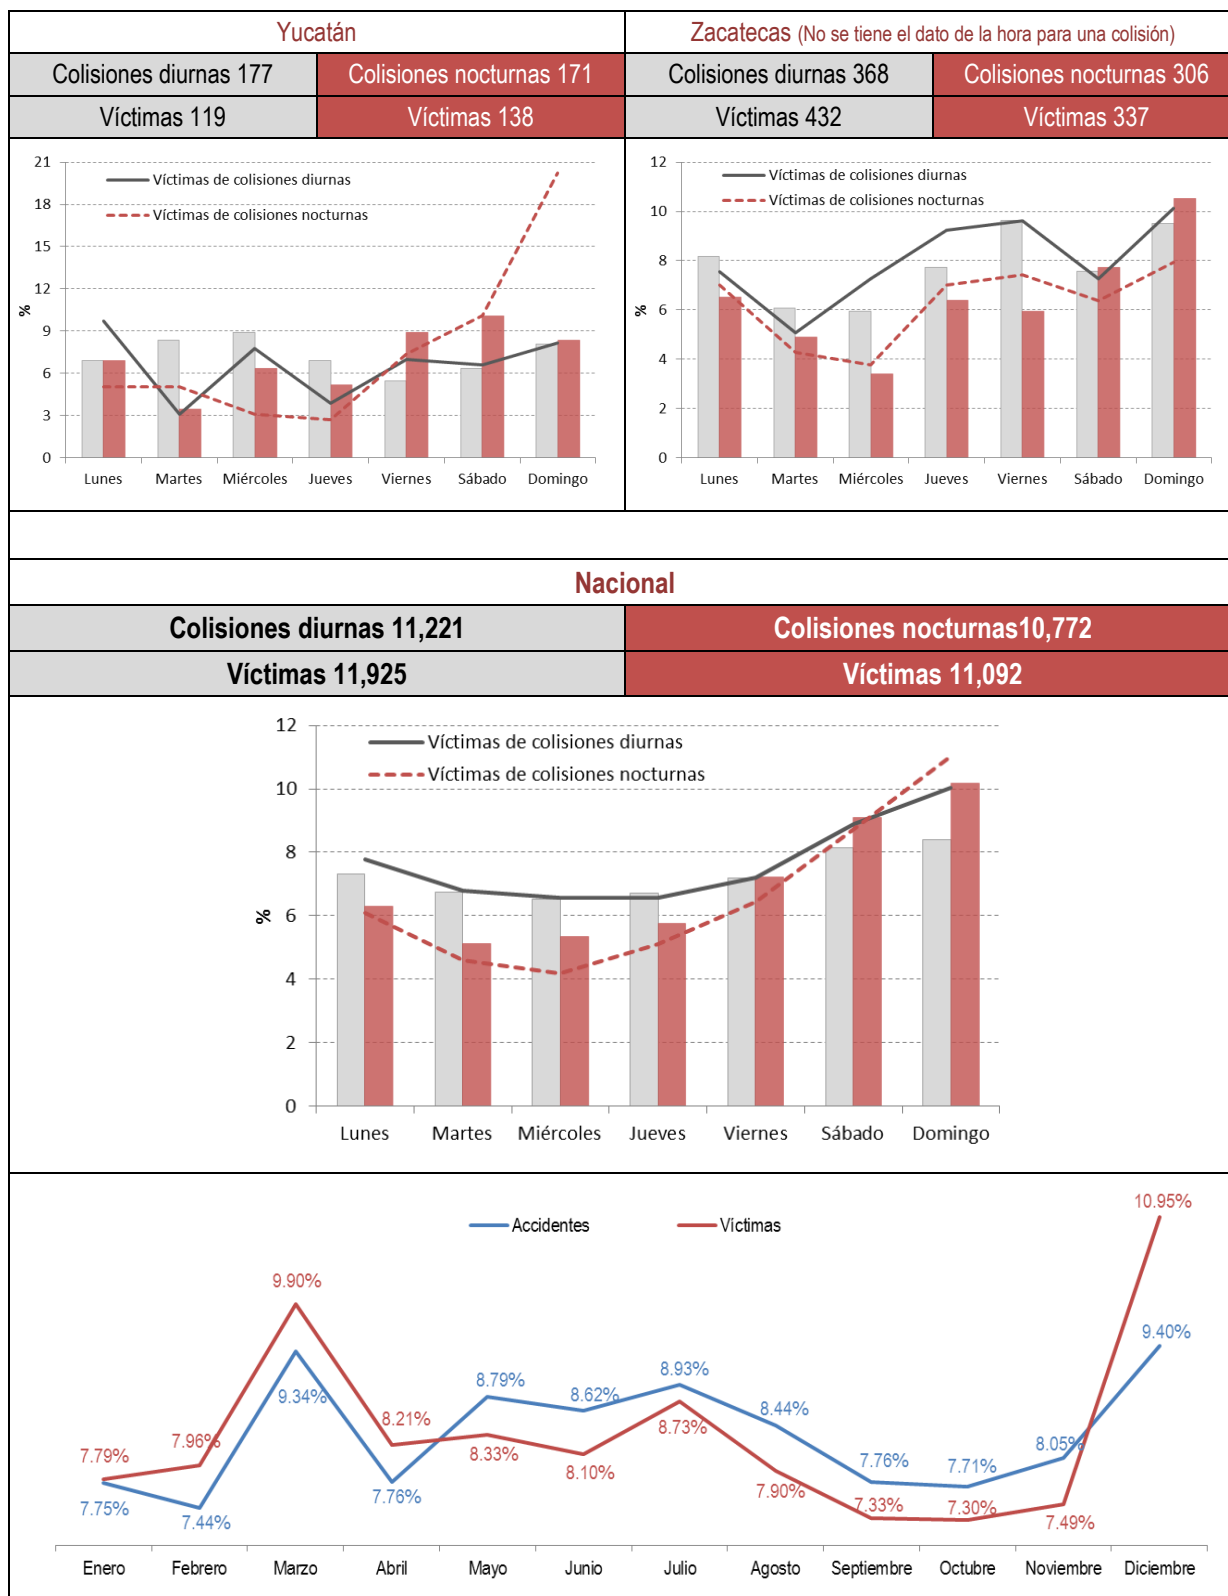 Yucatán
Zacatecas (No se tiene el dato de la hora para una colisión)
Colisiones diurnas 177
Colisiones nocturnas 171
Colisiones diurnas 368
Colisiones nocturnas 306
Víctimas 119
Víctimas 138
Víctimas 432
Víctimas 337
21
18
15
12
9
6
3
0
%
Víctimas de colisiones diurnas
Víctimas de colisiones nocturnas
Lunes Martes Miércoles Jueves Viernes Sábado Domingo
12
10
8
6
4
2
0
%
Víctimas de colisiones diurnas
Víctimas de colisiones nocturnas
Lunes Martes Miércoles Jueves Viernes Sábado Domingo
Nacional
Colisiones diurnas 11,221
Colisiones nocturnas10,772
Víctimas 11,925
Víctimas 11,092
12
10
8
6
4
2
0
%
Víctimas de colisiones diurnas
Víctimas de colisiones nocturnas
Lunes Martes Miércoles Jueves Viernes Sábado Domingo
Accidentes
Víctimas
7.79% 7.96% 9.90% 8.21% 8.33% 8.10% 8.73% 7.90% 7.33% 7.30% 7.49% 10.95%
7.75% 7.44% 9.34% 7.76% 8.79% 8.62% 8.93% 8.44% 7.76% 7.71% 8.05% 9.40%
Enero Febrero Marzo Abril Mayo Junio Julio Agosto Septiembre Octubre Noviembre Diciembre